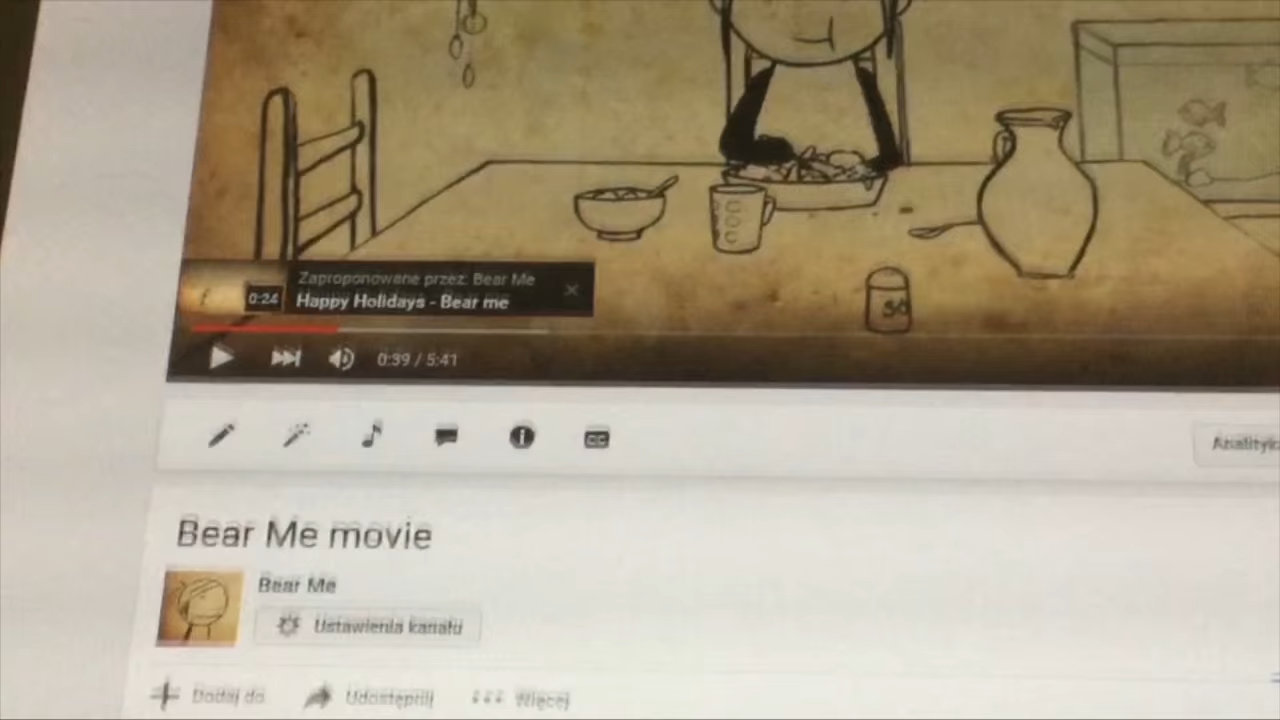 Zaproponowane przez: Bear Me
0:24
Happy Holidays - Bear me
0:39 / 5:41
CC
Bear Me movie
Bear Me
Ustawienia kanału
Dodaj do
Udostępnij
Więcej